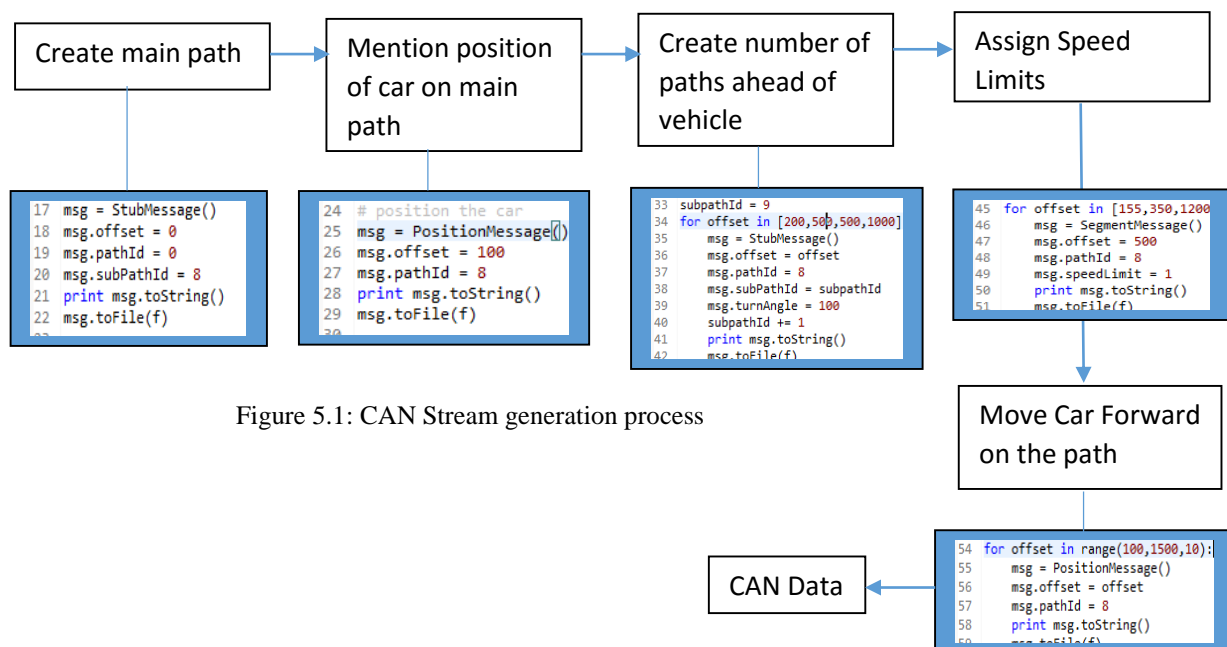 Create main path
Mention position
of car on main
path
Create number of
paths ahead of
vehicle
Assign Speed
Limits
17 msg = StubMessage()
18 msg.offset = 0
19 msg.pathId = 0
20 msg.subPathId = 8
21 print msg.toString()
22 msg.toFile(f)
24 # position the car
25 msg = PositionMessage()
26 msg.offset = 100
27 msg.pathId = 8
28 print msg.toString()
29 msg.toFile(f)
33 subpathId = 9
34 for offset in [200,500,500,1000]
35 msg = StubMessage()
36 msg.offset = offset
37 msg.pathId = 8
38 msg.subPathId = subpathId
39 msg.turnAngle = 100
40 subpathId += 1
41 print msg.toString()
42 msg.toFile(f)
45 for offset in [155,350,1200
46 msg = SegmentMessage()
47 msg.offset = 500
48 msg.pathId = 8
49 msg.speedLimit = 1
50 print msg.toString()
51 msg.toFile(f)
Figure 5.1: CAN Stream generation process
Move Car Forward
on the path
54 for offset in range(100,1500,10):
55 msg = PositionMessage()
56 msg.offset = offset
57 msg.pathId = 8
58 print msg.toString()
CAN Data